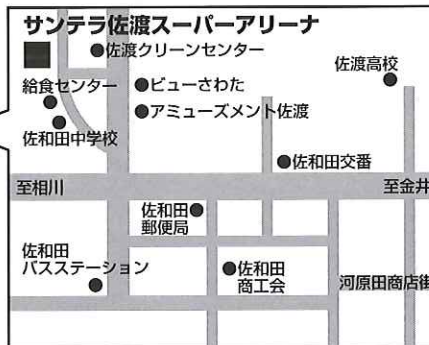 サンテラ佐渡スーパーアリーナ
佐渡クリーンセンター
佐渡高校
給食センター
ビューさわた
アミューズメント佐渡
佐和田中学校
佐和田交番
至相川
至金井
佐和田
郵便局
佐和田
バスステーション
佐和田
商工会
河原田商店街